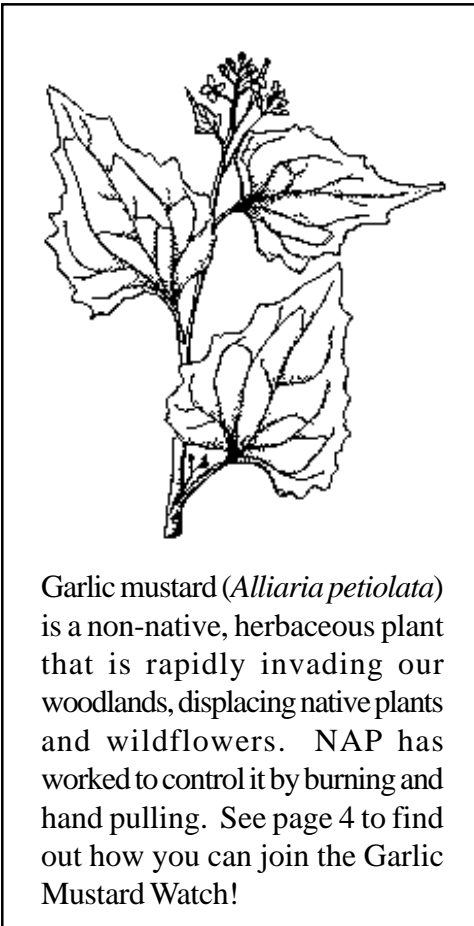 Garlic mustard (Alliaria petiolata)
is a non-native, herbaceous plant
that is rapidly invading our
woodlands, displacing native plants
and wildflowers. NAP has
worked to control it by burning and
hand pulling. See page 4 to find
out how you can join the Garlic
Mustard Watch!